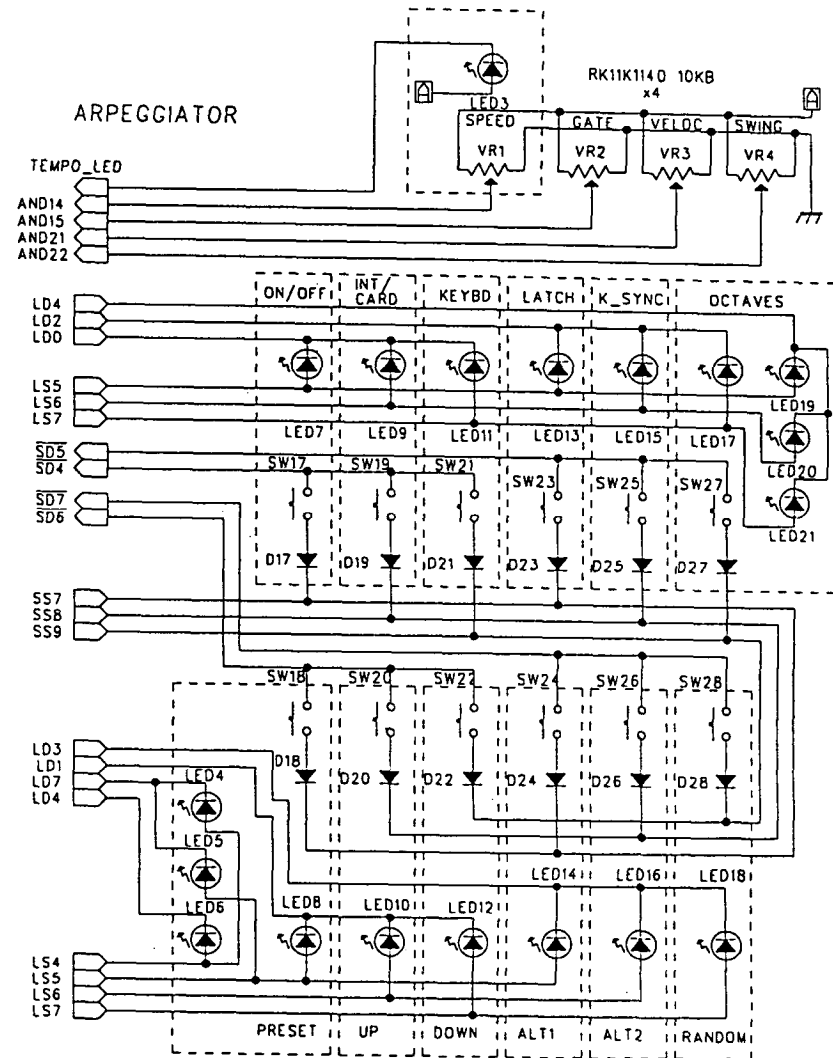 RK11K1140 10KB
x4
A
A
LED3
ARPEGGIATOR
SPEED GATE VELOC SWING
VR1 VR2 VR3 VR4
TEMPO_LED
AND14
AND15
AND21
AND22
ON/OFF INT/ KEYBD LATCH K_SYNC OCTAVES
CARD
LD4
LD2
LD0
LS5
LS6
LS7
LED19
LED7 LED9 LED11 LED13 LED15 LED17
SD5
SD4
LED20
SW17 SW19 SW21 SW23 SW25 SW27
SD7
SD6
LED21
D17 D19 D21 D23 D25 D27
SS7
SS8
SS9
SW18 SW20 SW22 SW24 SW26 SW28
LD3
LD1
LD7
LD4
D18 D20 D22 D24 D26 D28
LED4
LED5
LED6 LED8 LED10 LED12 LED14 LED16 LED18
LS4
LS5
LS6
LS7
PRESET UP DOWN ALT1 ALT2 RANDOM